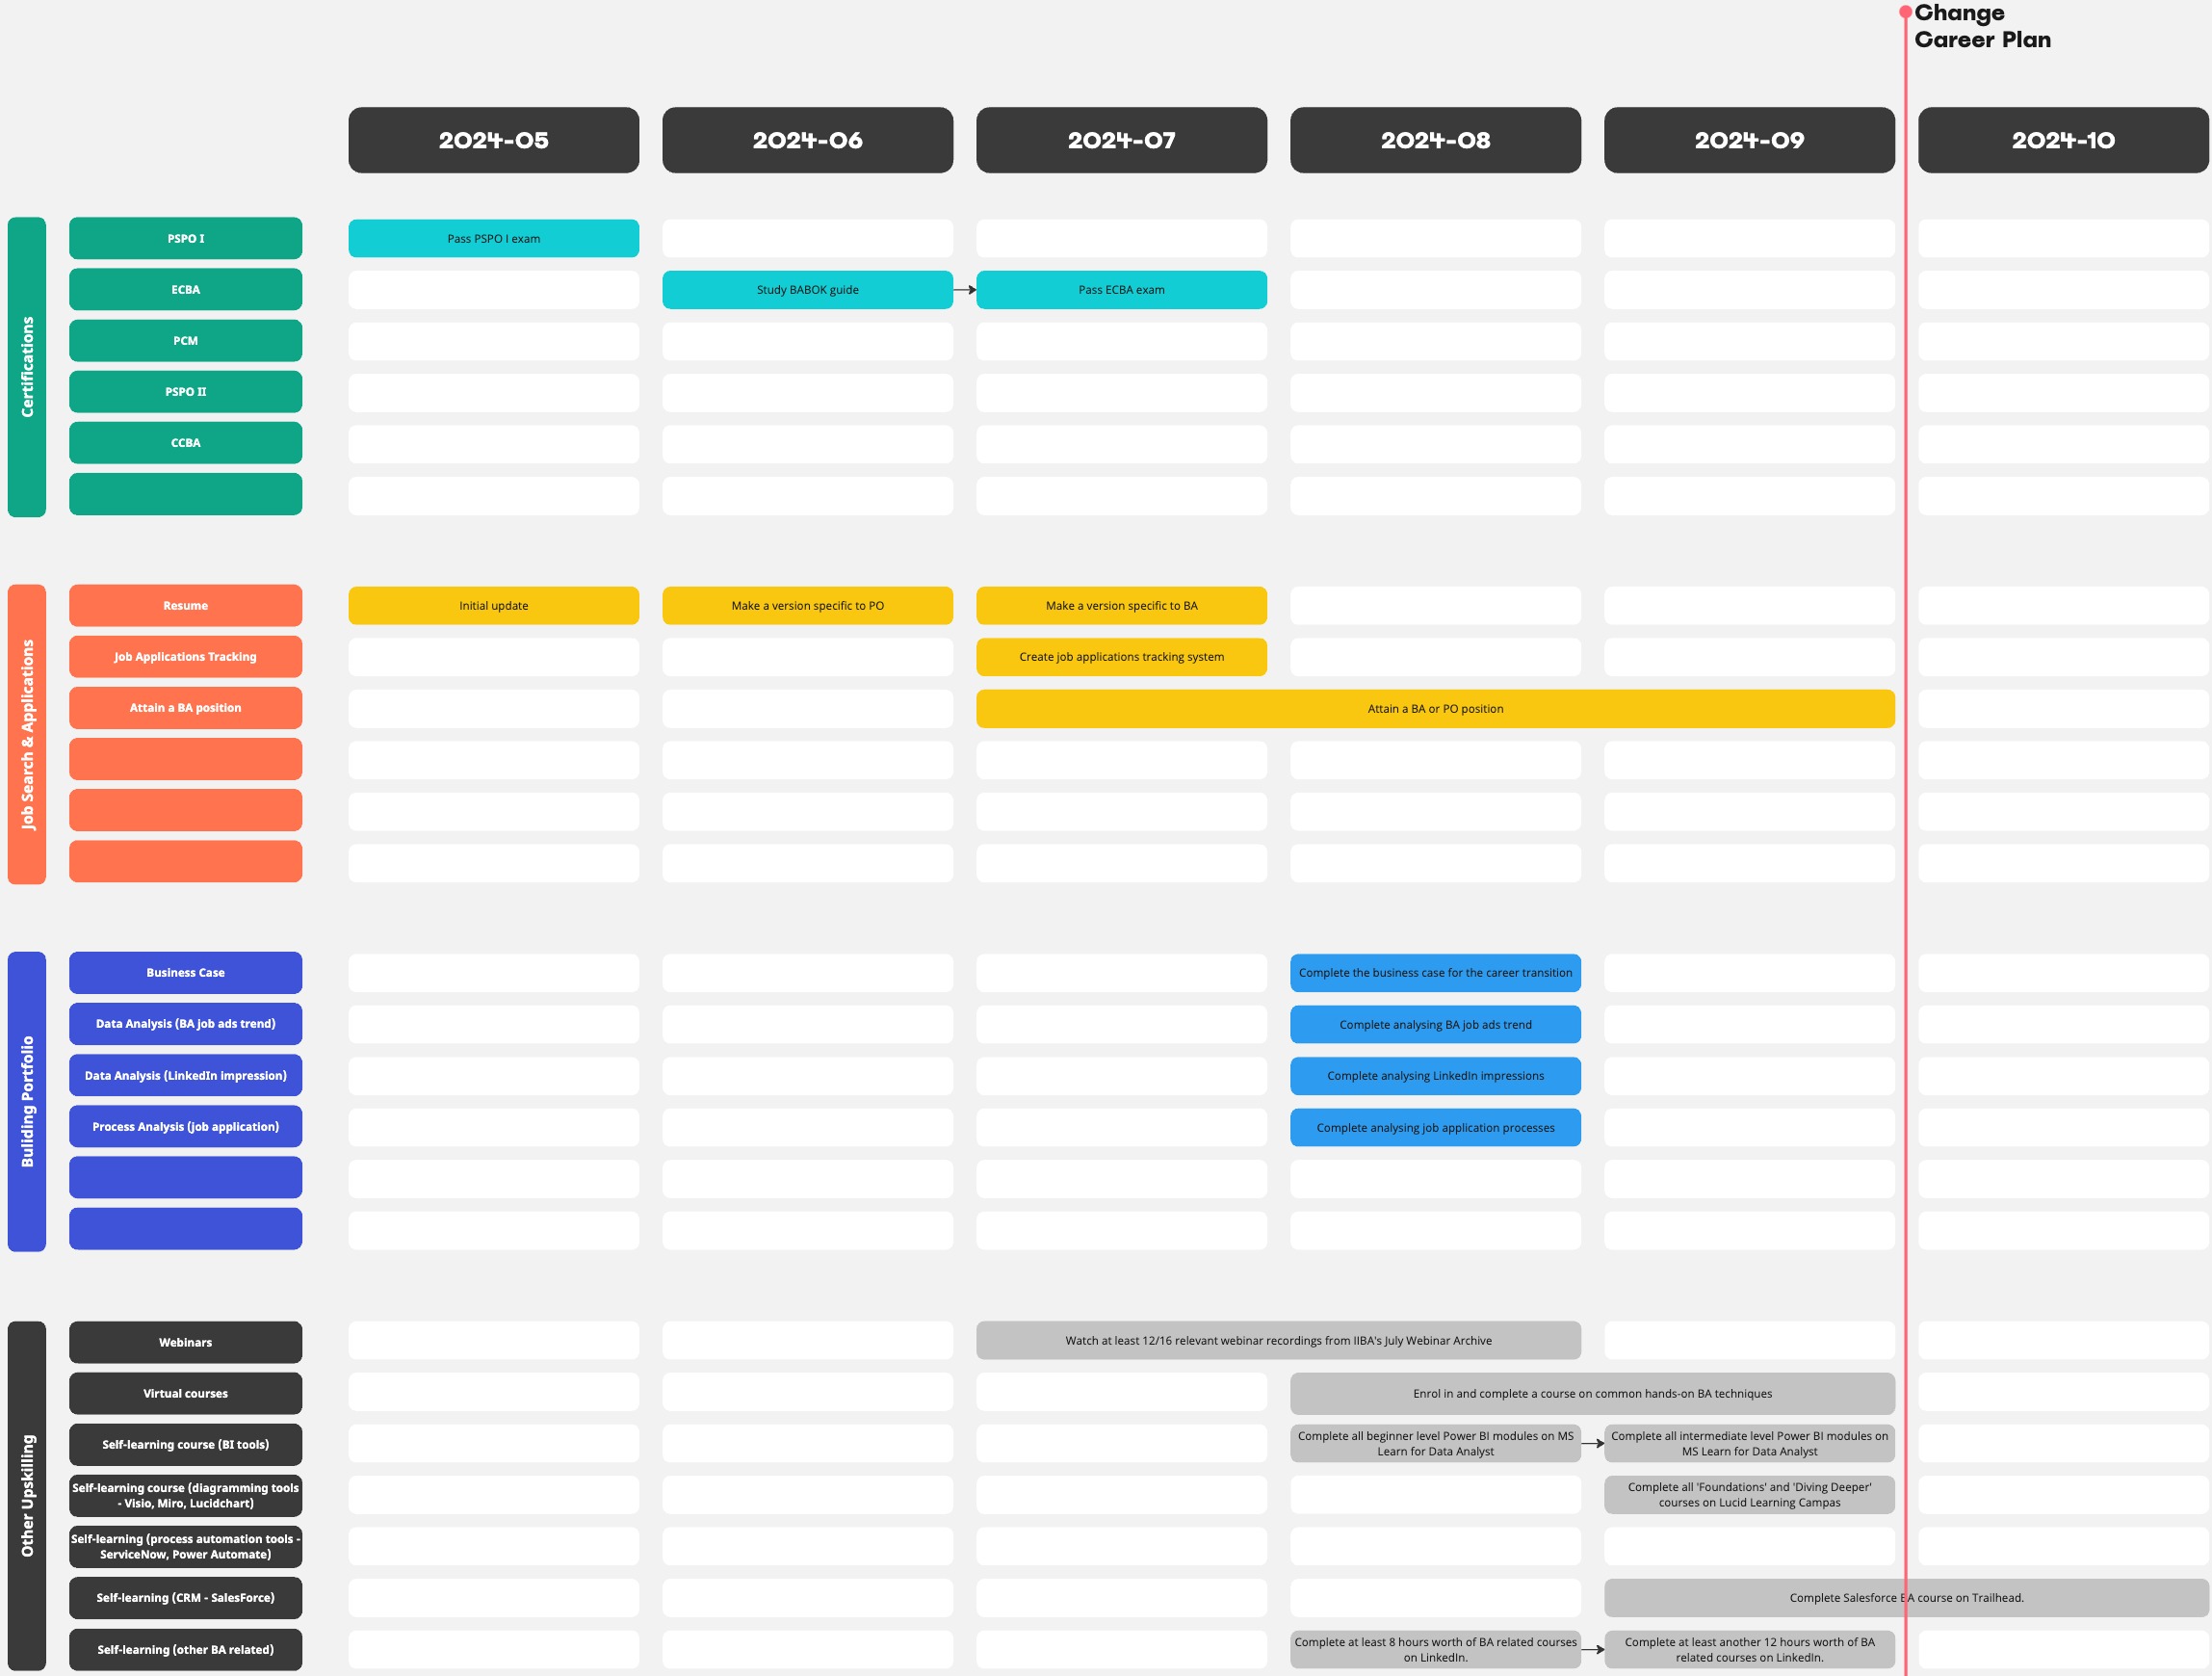 Change
Career Plan
2024-05
2024-06
2024-07
2024-08
2024-09
2024-10
Certifications
PSPO I
Pass PSPO I exam
ECBA
Study BABOK guide
Pass ECBA exam
PCM
PSPO II
CCBA
Job Search & Applications
Resume
Initial update
Make a version specific to PO
Make a version specific to BA
Job Applications Tracking
Create job applications tracking system
Attain a BA position
Attain a BA or PO position
Buliding Portfolio
Business Case
Complete the business case for the career transition
Data Analysis (BA job ads trend)
Complete analysing BA job ads trend
Data Analysis (LinkedIn impression)
Complete analysing LinkedIn impressions
Process Analysis (job application)
Complete analysing job application processes
Other Upskilling
Webinars
Watch at least 12/16 relevant webinar recordings from IIBA's July Webinar Archive
Virtual courses
Enrol in and complete a course on common hands-on BA techniques
Self-learning course (BI tools)
Complete all beginner level Power BI modules on MS
Learn for Data Analyst
Complete all intermediate level Power BI modules on
MS Learn for Data Analyst
Self-learning course (diagramming tools
- Visio, Miro, Lucidchart)
Complete all 'Foundations' and 'Diving Deeper'
courses on Lucid Learning Campas
Self-learning (process automation tools -
ServiceNow, Power Automate)
Self-learning (CRM - SalesForce)
Complete Salesforce BA course on Trailhead.
Self-learning (other BA related)
Complete at least 8 hours worth of BA related courses
on LinkedIn.
Complete at least another 12 hours worth of BA
related courses on LinkedIn.